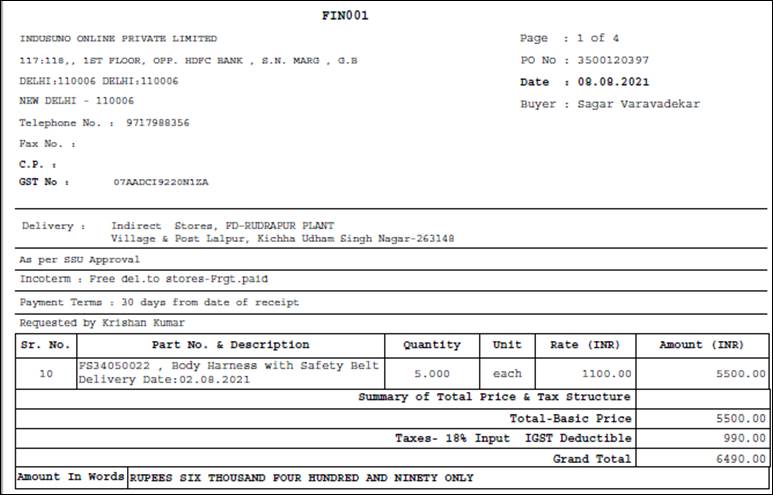 FIN001
INDUSUNO ONLINE PRIVATE LIMITED
117:118,, 1ST FLOOR, OPP. HDFC BANK , S.N. MARG , G.B
DELHI:110006 DELHI:110006
NEW DELHI - 110006
Telephone No. : 9717988356
Fax No. :
C.P. :
GST No : 07AADCI9220N1ZA
Page : 1 of 4
PO No : 3500120397
Date : 09.08.2021
Buyer : Sagar Varavadekar
Delivery : Indirect Stores, FD-RUDRAPUR PLANT
Village & Post Lalpur, Kichha Udham Singh Nagar-263148
As per SSU Approval
Incoterm : Free del.to stores-Frgt.paid
Payment Terms : 30 days from date of receipt
Requested by Krishan Kumar
Sr. No. Part No. & Description Quantity Unit Rate (INR) Amount (INR)
10 FS34050022 , Body Harness with Safety Belt 5.000 each 1100.00 5500.00
Delivery Date:02.08.2021
Summary of Total Price & Tax Structure
Total-Basic Price 5500.00
Taxes- 18% Input IGST Deductible 990.00
Grand Total 6490.00
Amount In Words RUPEES SIX THOUSAND FOUR HUNDRED AND NINETY ONLY